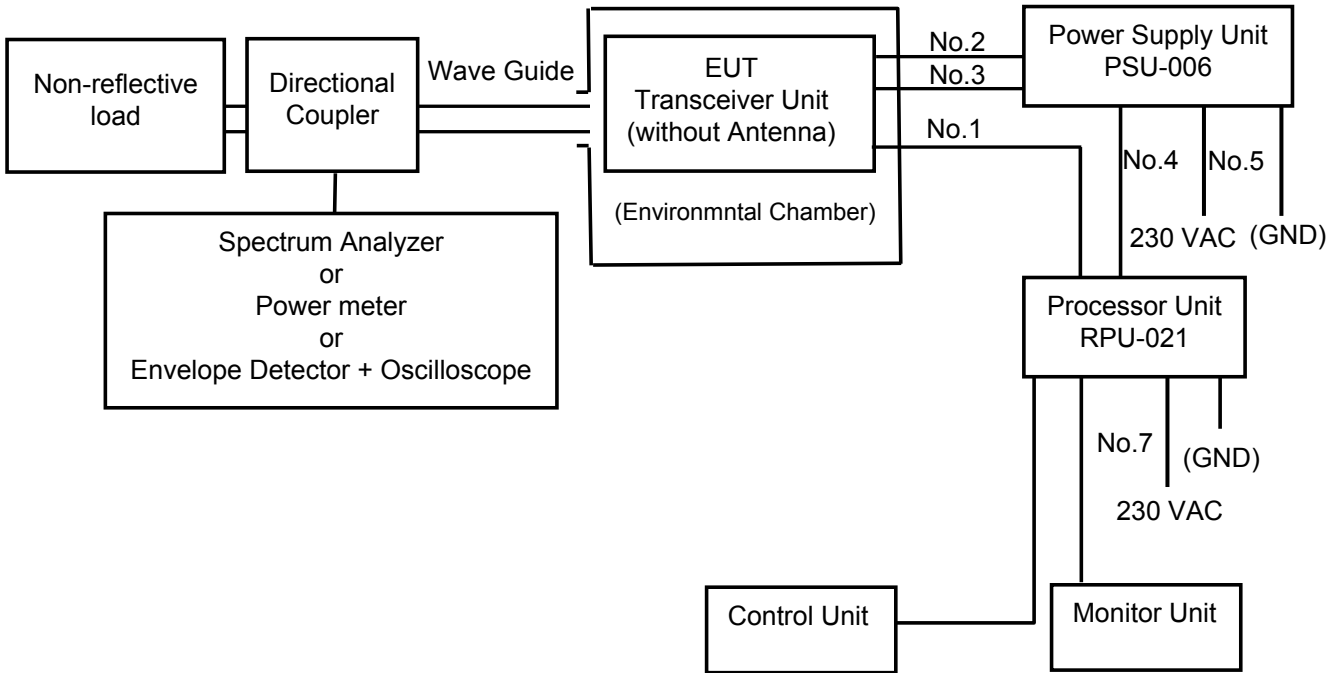 Non-reflective
load
Directional
Coupler
Wave Guide
EUT
Transceiver Unit
(without Antenna)
(Environmntal Chamber)
No.2
No.3
No.1
Power Supply Unit
PSU-006
No.4
No.5
230 VAC
(GND)
Spectrum Analyzer
or
Power meter
or
Envelope Detector + Oscilloscope
Processor Unit
RPU-021
No.7
(GND)
230 VAC
Control Unit
Monitor Unit